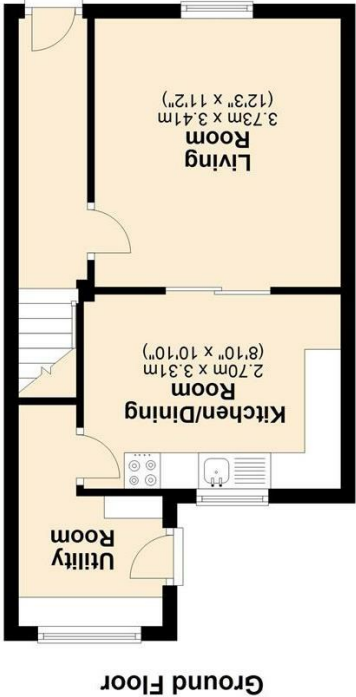 Ground Floor
Utility
Room
Kitchen/Dining
Room
2.70m x 3.31m
(8'10" x 10'10")
Living
Room
3.73m x 3.41m
(12'3" x 11'2")